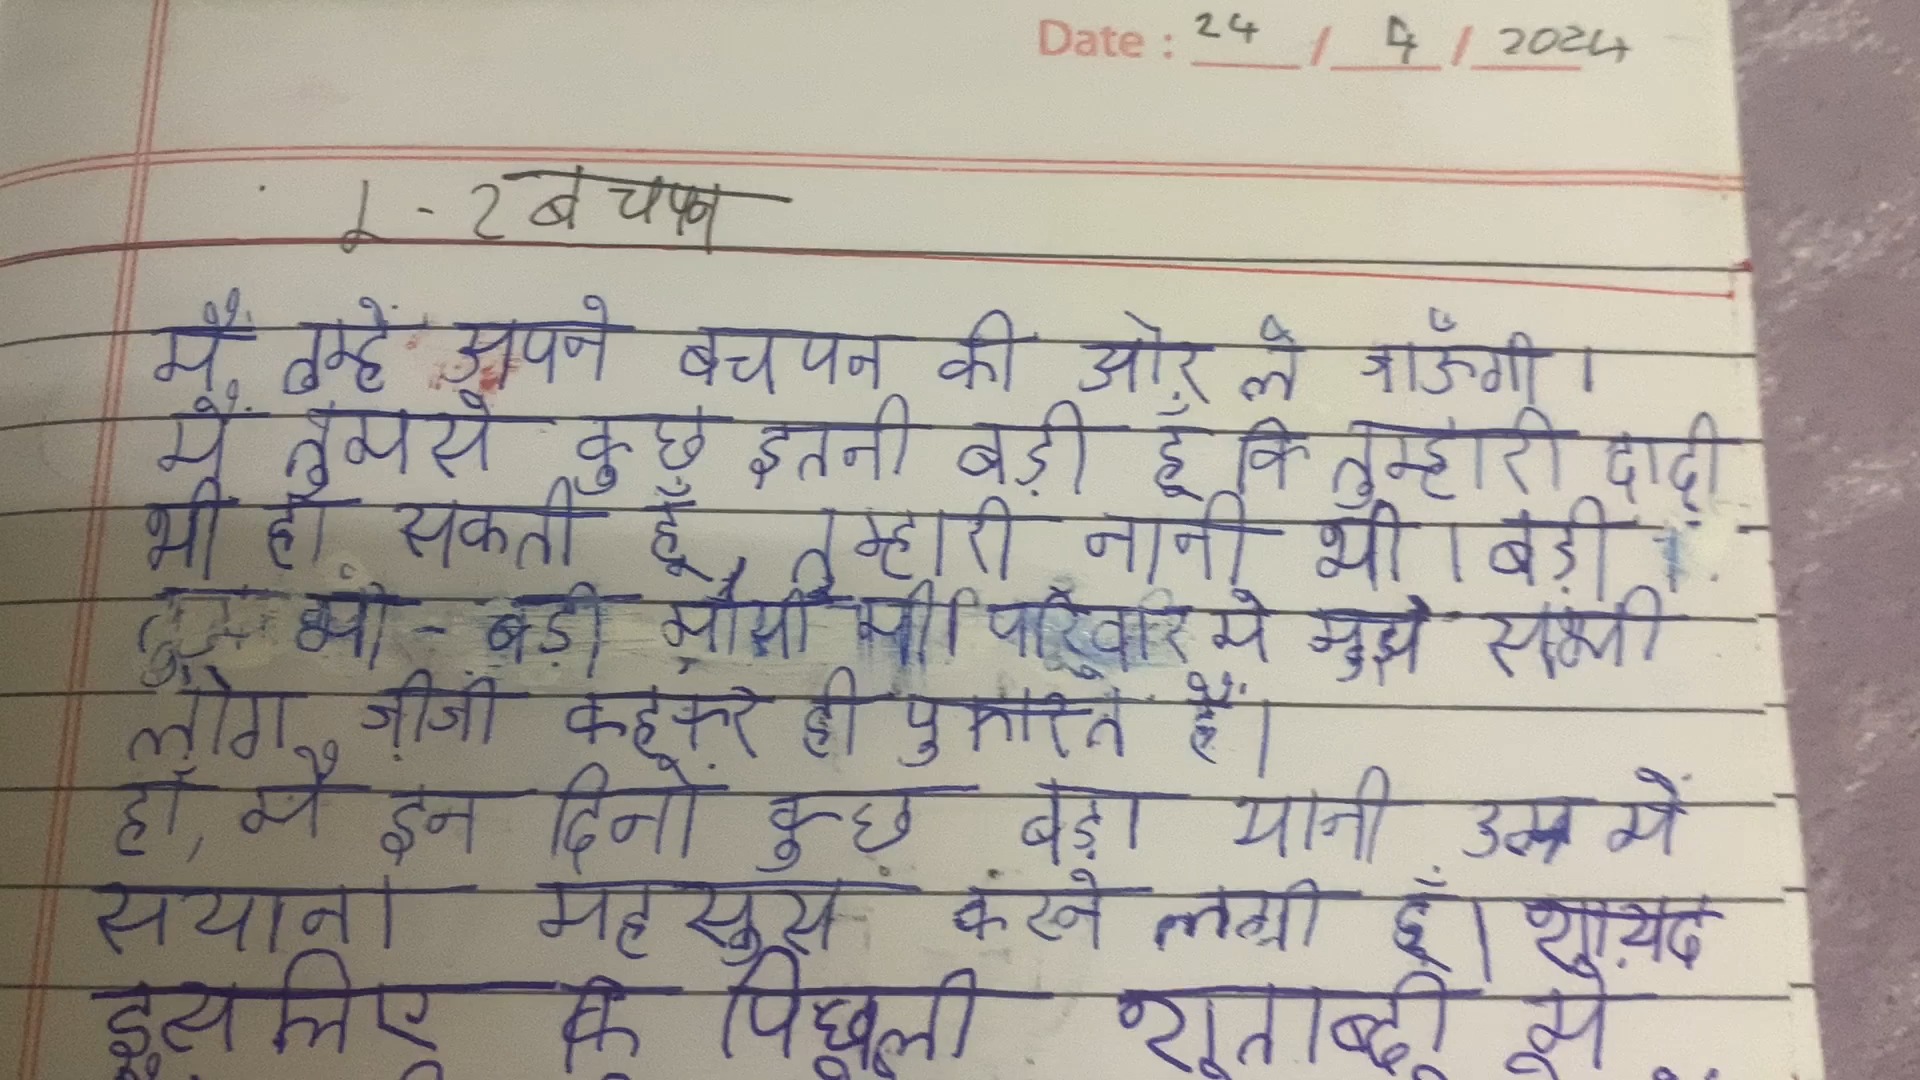 Date : 24 / 4 / 2024
1 - 2 बचपन
मैं, तुम्हें अपने बचपन की ओर ले जाऊँगी।
मैं तुमसे कुछ इतनी बड़ी हूँ कि तुम्हारी दादी
भी हो सकती हूँ, तुम्हारी नानी भी। बड़ी
भी - बड़ी मौसी भी। परिवार मे मुझे सभी
लोग जीजी कहकर ही पुकारते हैं।
हाँ, मैं इन दिनों कुछ बड़ा यानी उम्र में
सयाना महसूस करने लगी हूँ। शायद
इसलिए कि पिछली शताब्दी में